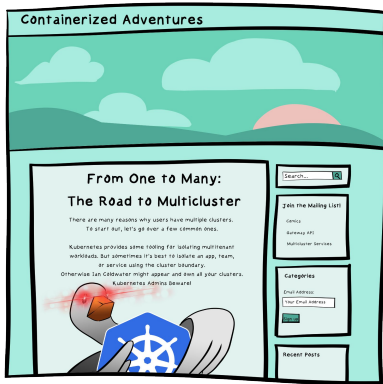 Containerized Adventures
From One to Many:
The Road to Multicluster
There are many reasons why users have multiple clusters.
To start out, let's go over a few common ones.
Kubernetes provides some tooling for isolating multitenant
workloads. But sometimes it's best to isolate an app, team,
or service using the cluster boundary.
Otherwise Ian Coldwater might appear and own all your clusters.
Kubernetes Admins Beware!
Search...
Join the Mailing List!
Comics
Gateway API
Multicluster Services
Categories
Email Address:
Your Email Address
Recent Posts